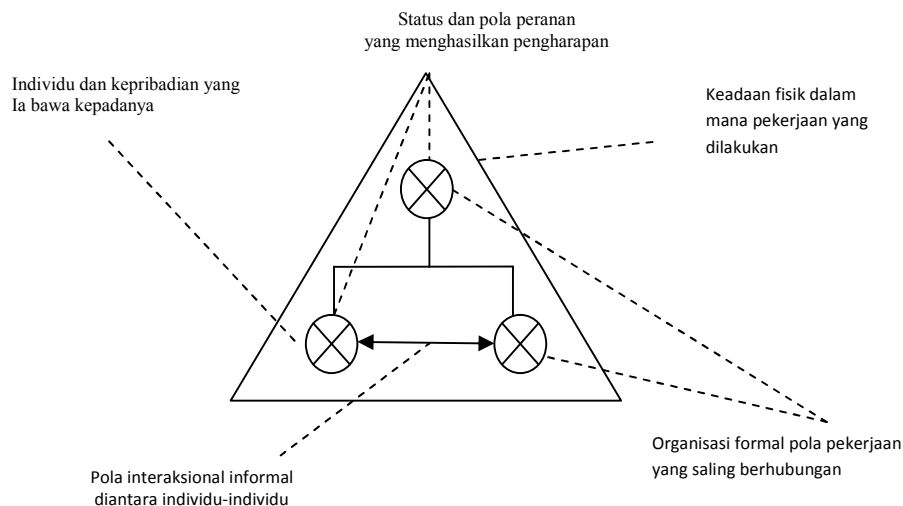 Status dan pola peranan
yang menghasilkan pengharapan
Individu dan kepribadian yang
Ia bawa kepadanya
Keadaan fisik dalam
mana pekerjaan yang
dilakukan
Organisasi formal pola pekerjaan
yang saling berhubungan
Pola interaksional informal
diantara individu-individu